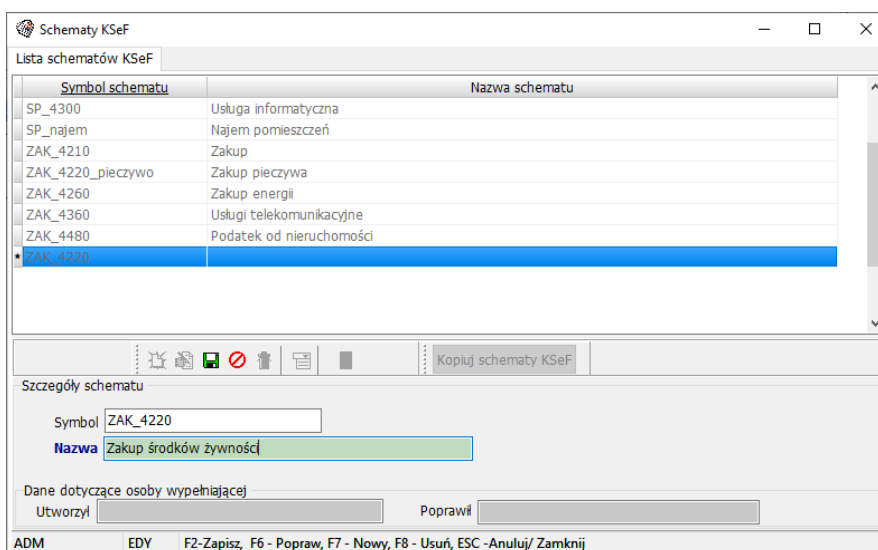 Schematy KSeF
Lista schematów KSeF
Symbol schematu Nazwa schematu
SP_4300 Usługa informatyczna
SP_najem Najem pomieszczeń
ZAK_4210 Zakup
ZAK_4220_pieczywo Zakup pieczywa
ZAK_4260 Zakup energii
ZAK_4360 Usługi telekomunikacyjne
ZAK_4480 Podatek od nieruchomości
* ZAK_4220
Kopiuj schematy KSeF
Szczegóły schematu
Symbol ZAK_4220
Nazwa Zakup środków żywności
Dane dotyczące osoby wypełniającej
Utworzył Poprawił
ADM EDY F2-Zapisz, F6 - Popraw, F7 - Nowy, F8 - Usuń, ESC -Anuluj/ Zamknij